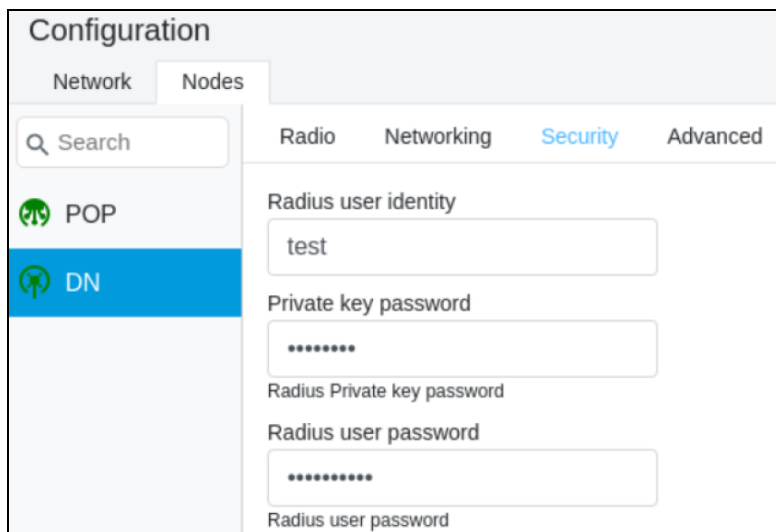 Configuration
Network Nodes
Search
Radio Networking Security Advanced
POP
DN
Radius user identity
test
Private key password
••••••••
Radius Private key password
Radius user password
••••••••••
Radius user password